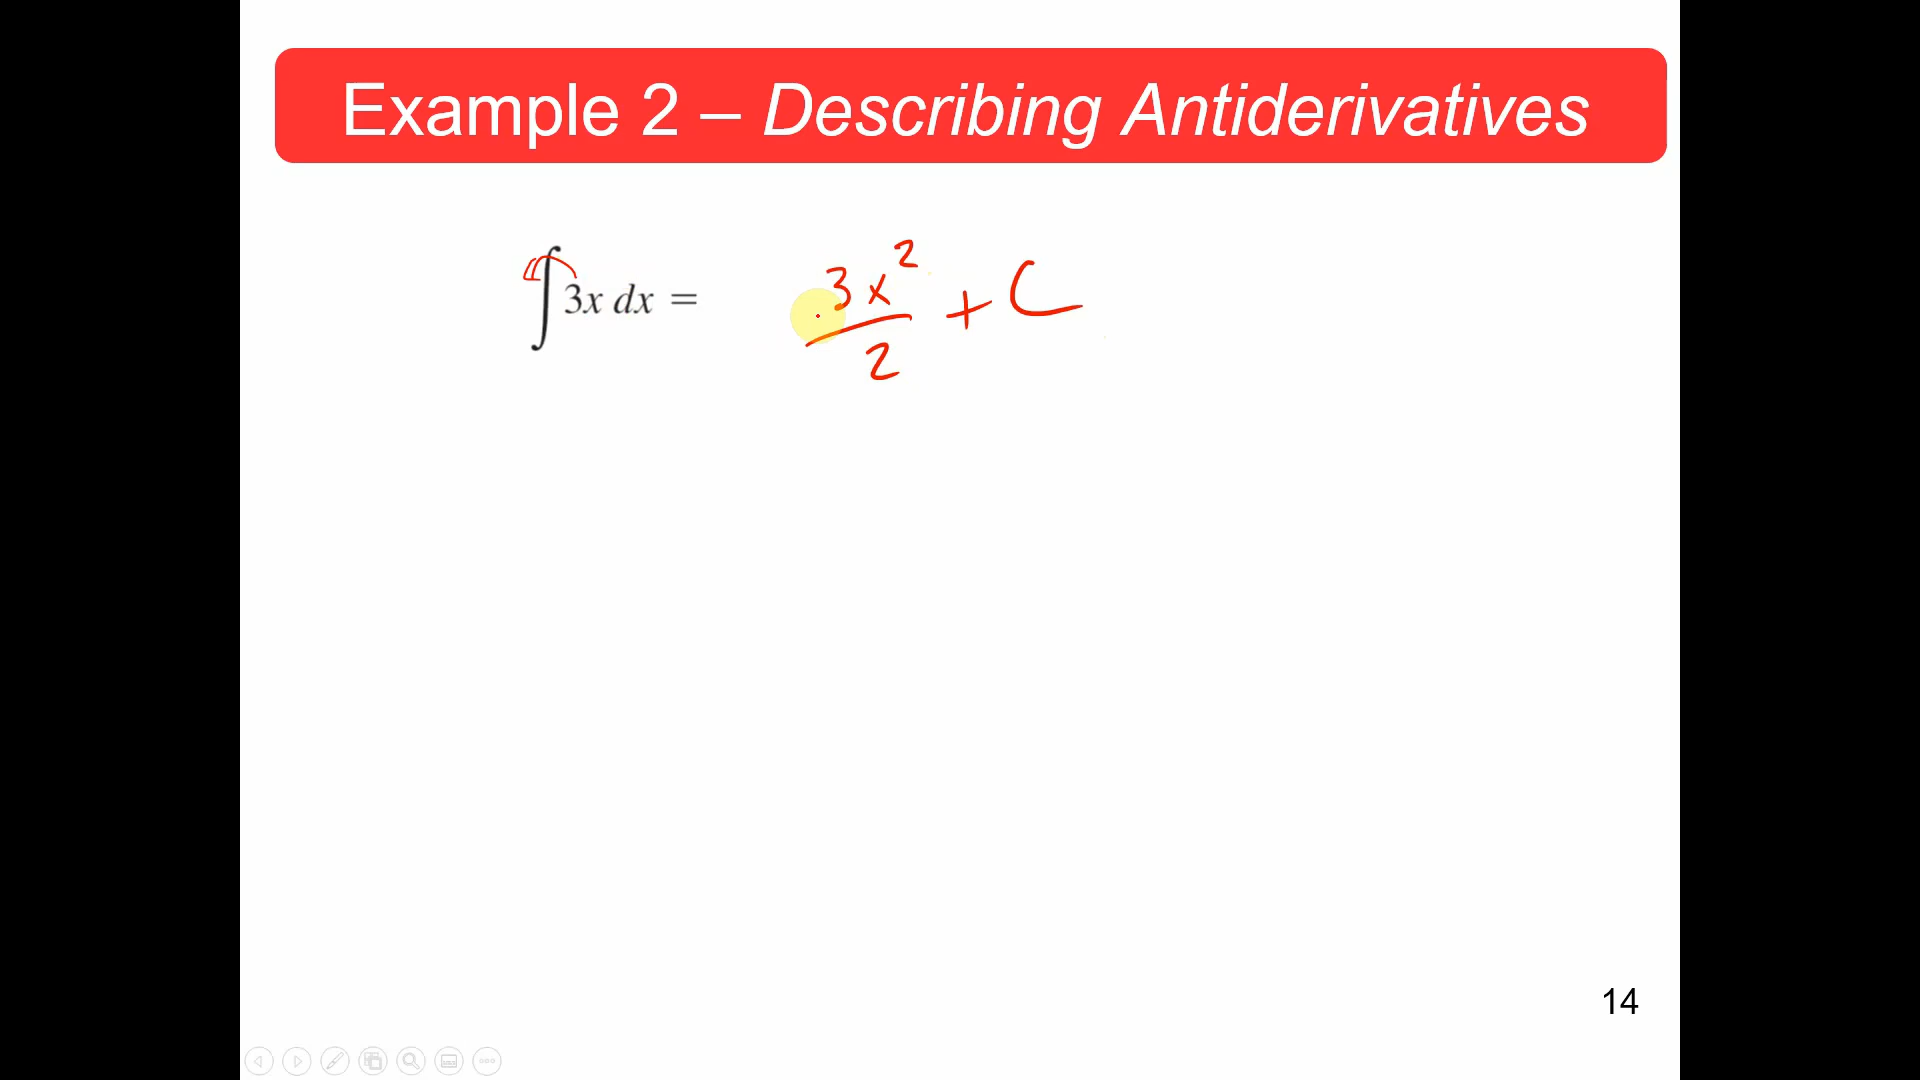 Example 2 – Describing Antiderivatives
∫3x dx = 3x²/2 + C
14